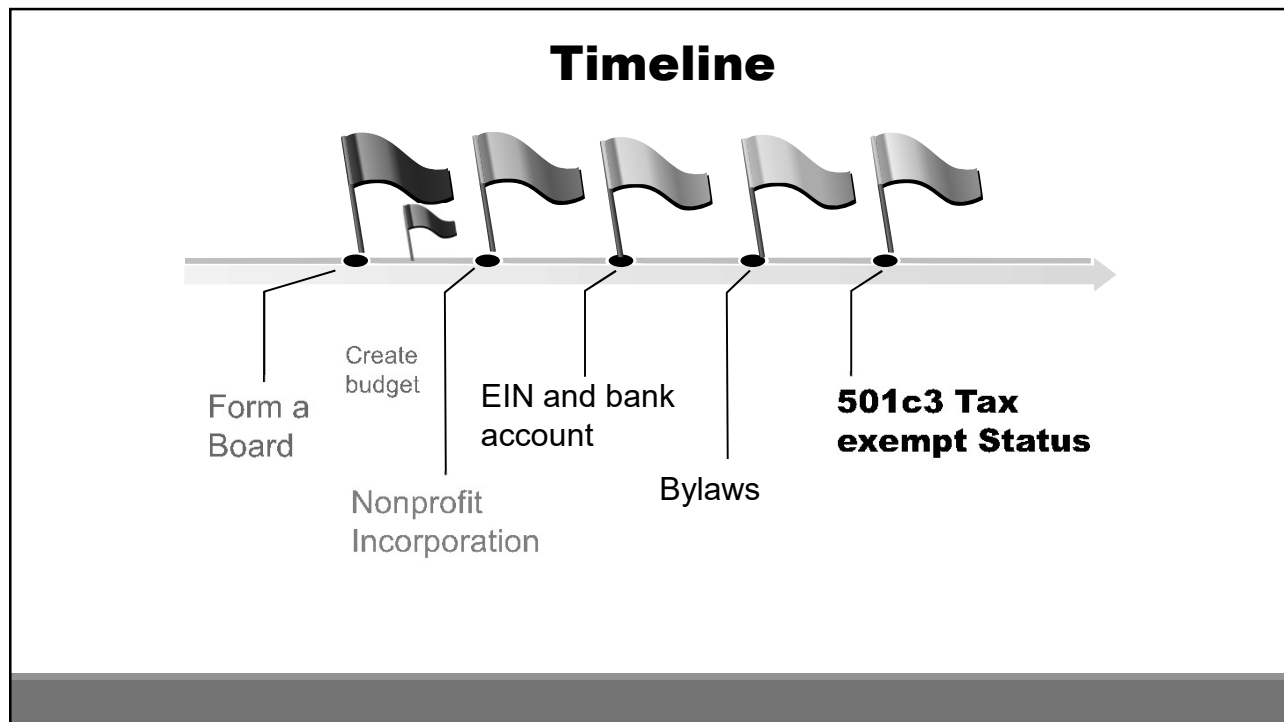 Timeline
Form a
Board
Create
budget
Nonprofit
Incorporation
EIN and bank
account
Bylaws
501c3 Tax
exempt Status